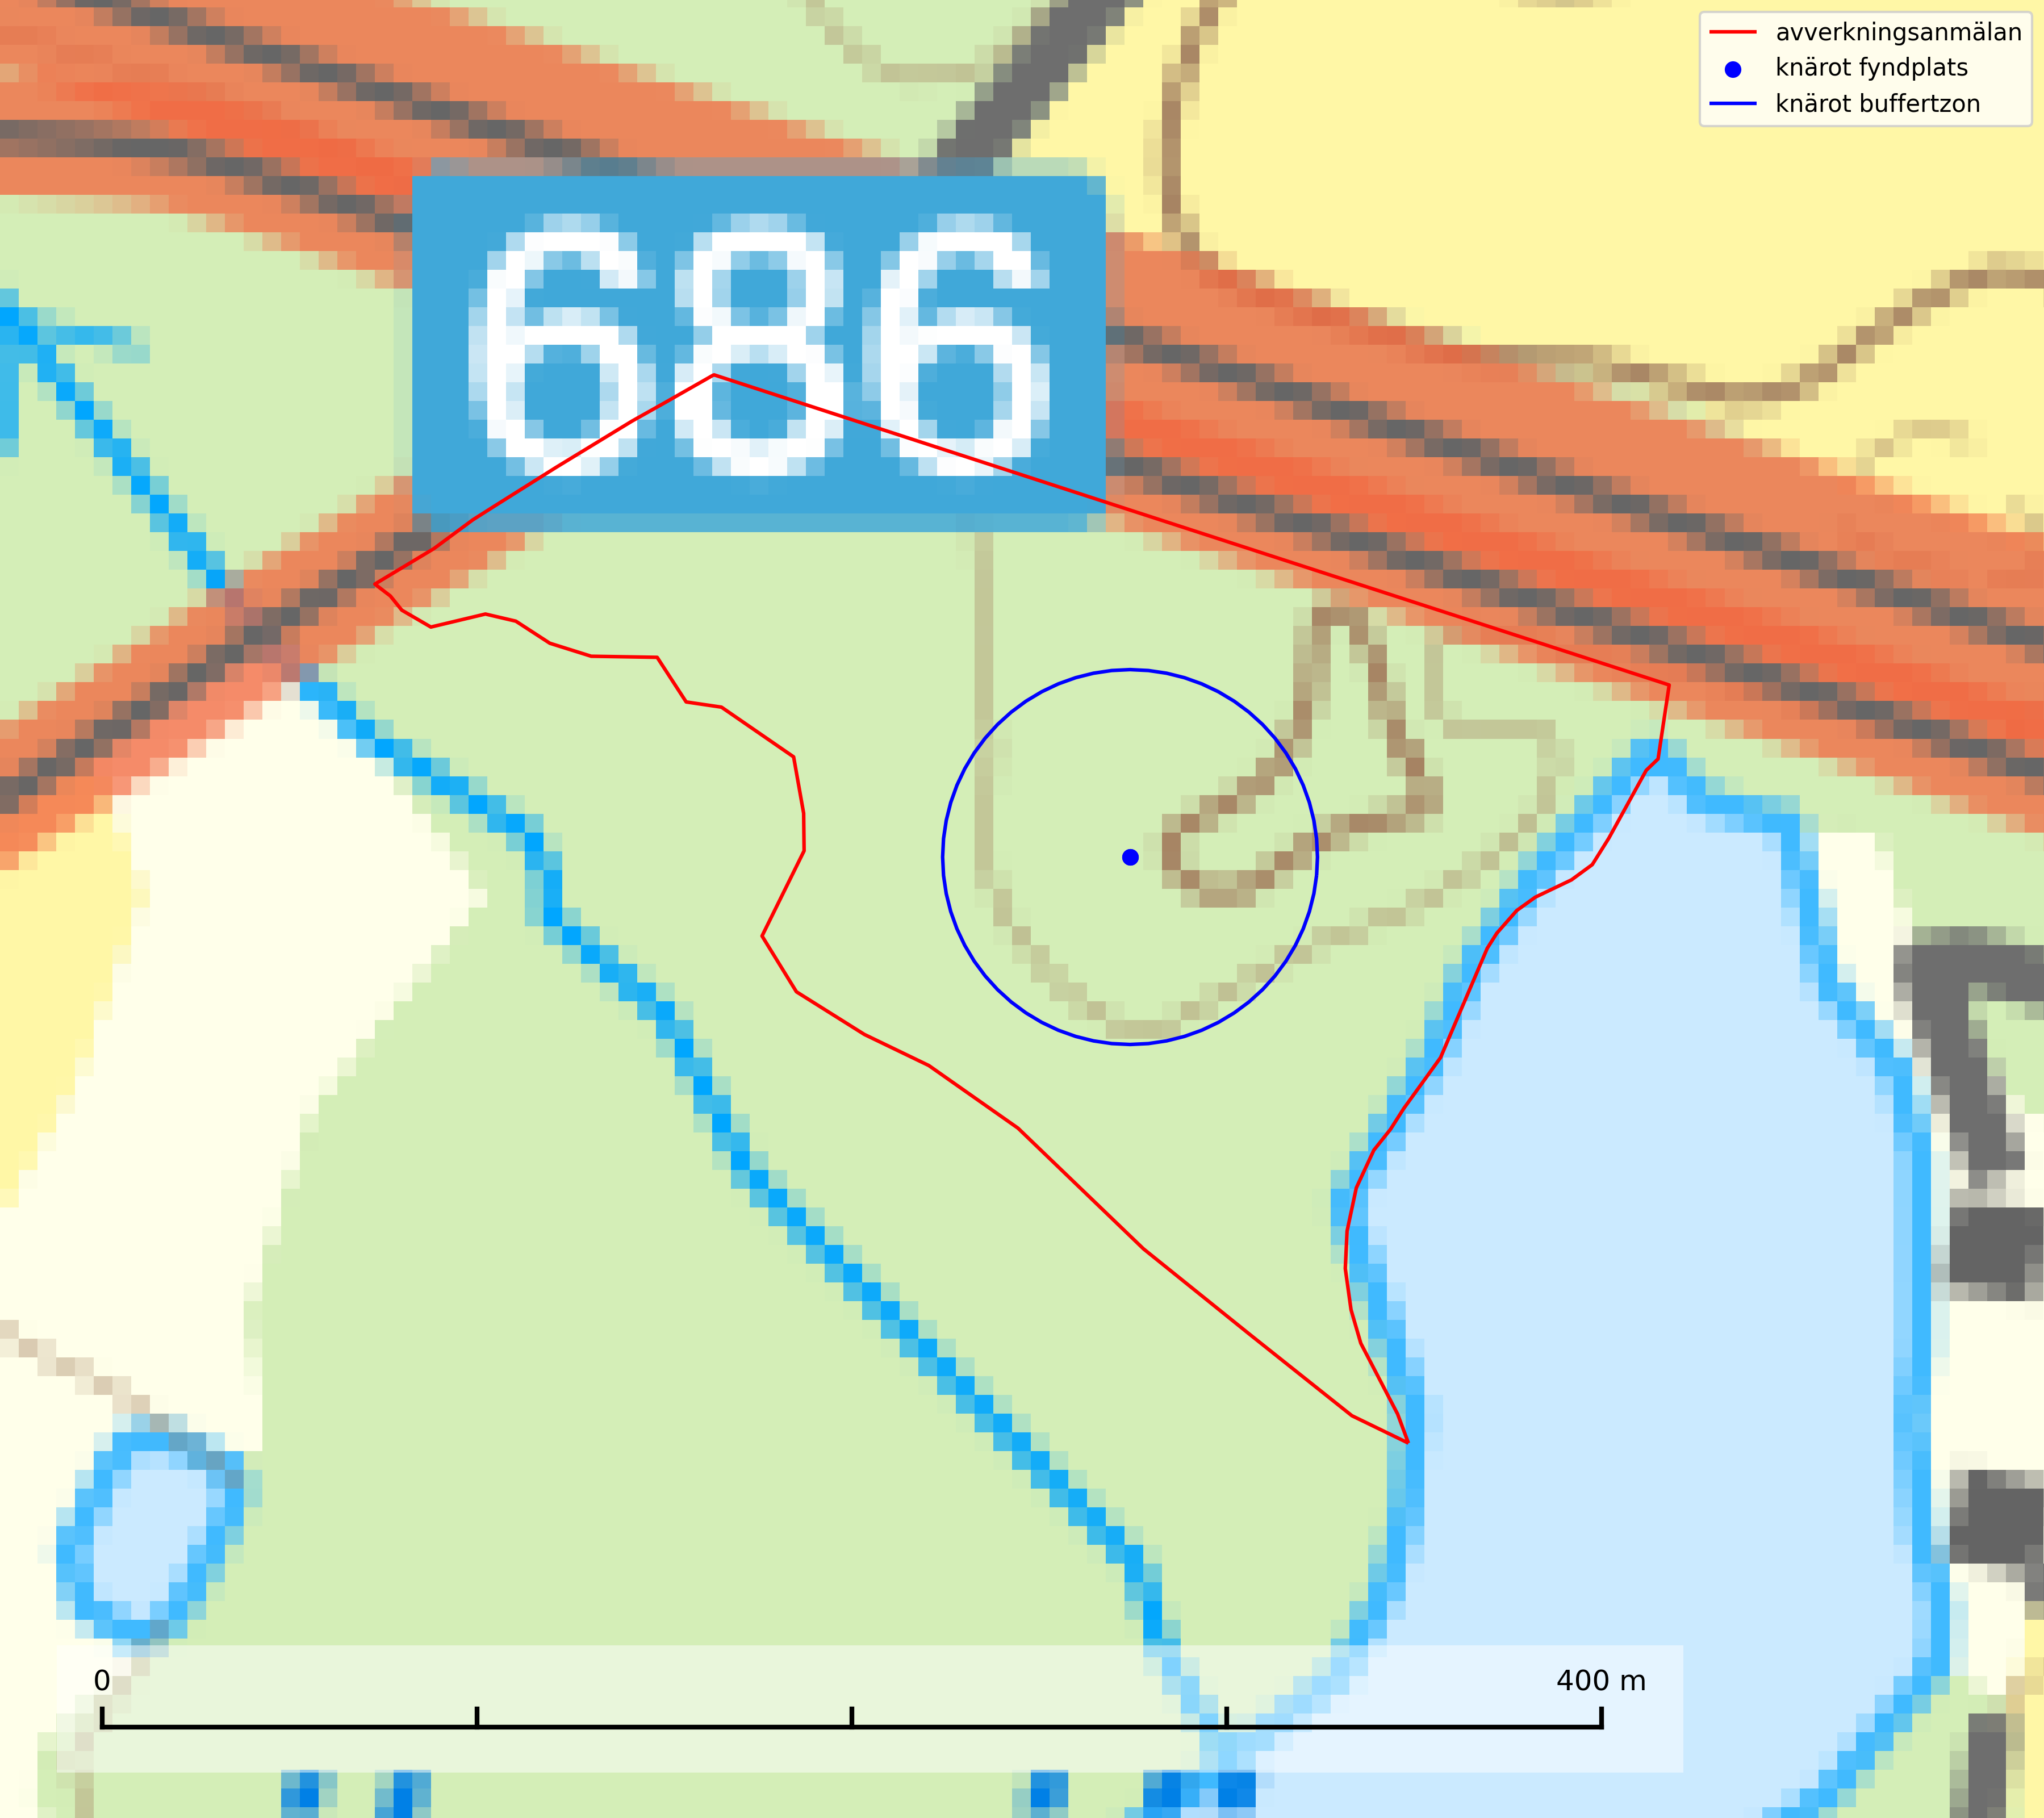 avverkningsanmälan
knärot fyndplats
knärot buffertzon
686
0 400 m